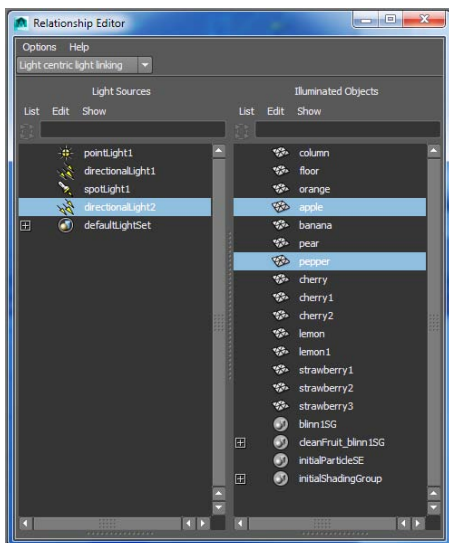 Relationship Editor
Options Help
Light centric light linking
Light Sources
List Edit Show
pointLight1
directionalLight1
spotLight1
directionalLight2
defaultLightSet
Illuminated Objects
List Edit Show
column
floor
orange
apple
banana
pear
pepper
cherry
cherry1
cherry2
lemon
lemon1
strawberry1
strawberry2
strawberry3
blinn1SG
cleanFruit_blinn1SG
initialParticleSE
initialShadingGroup